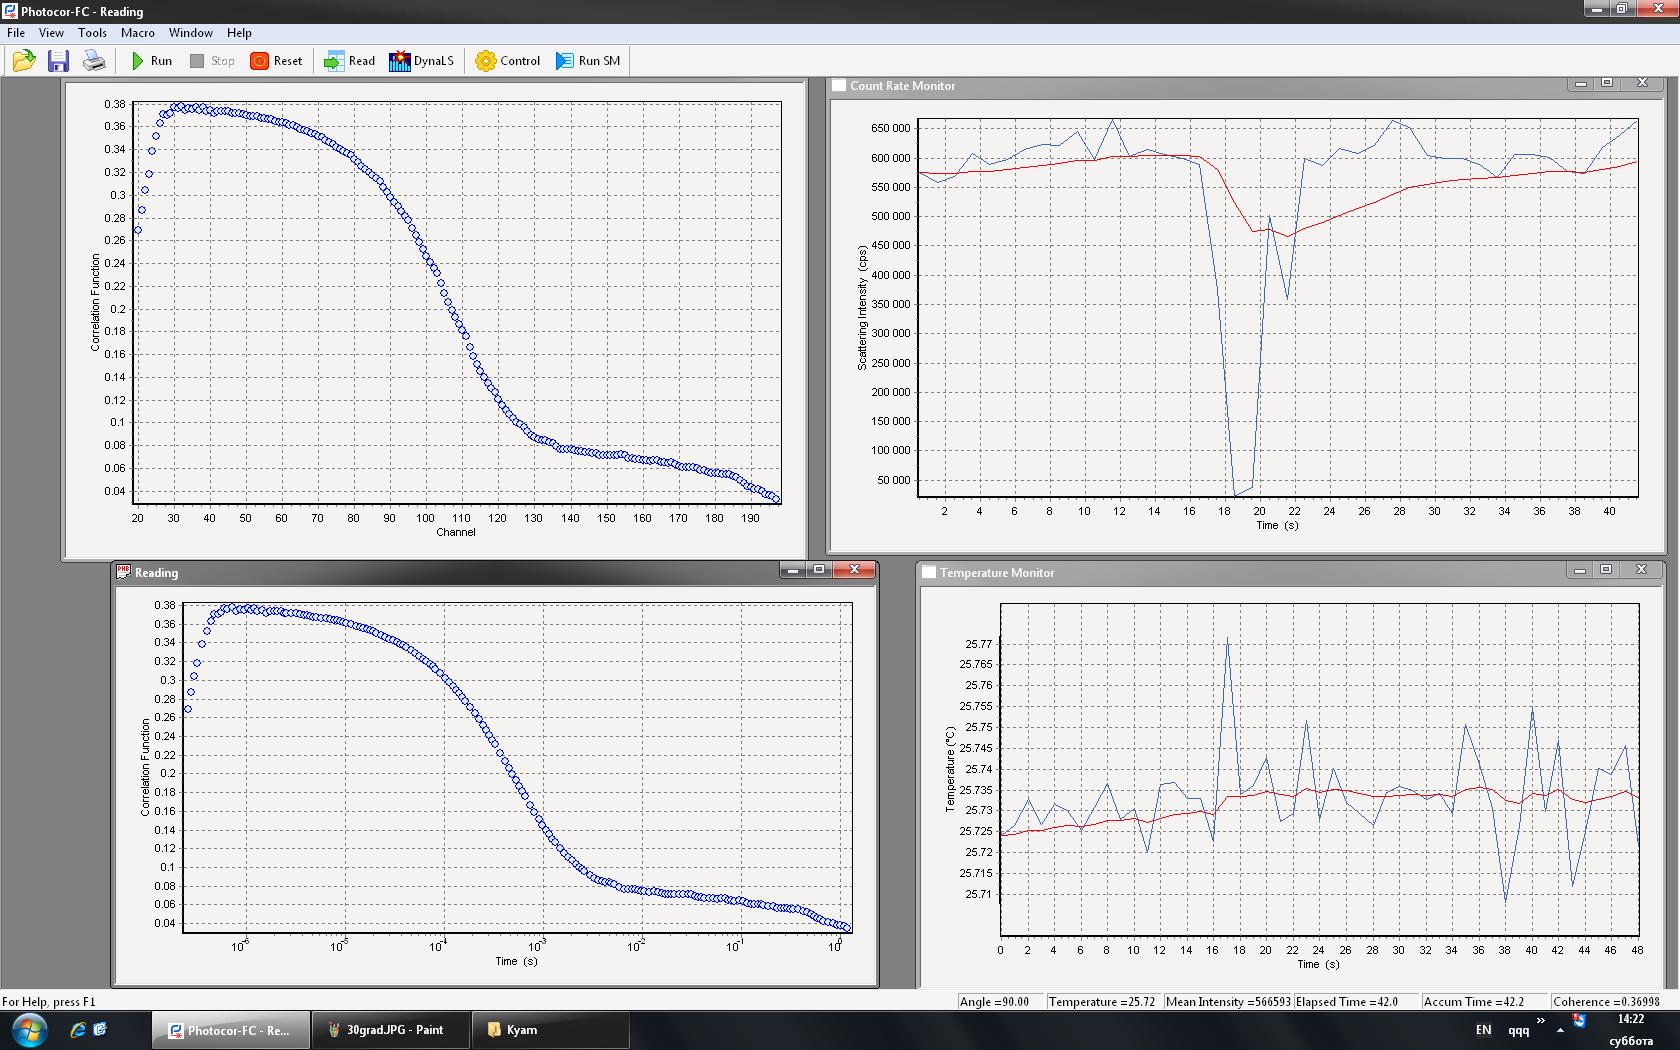 Photocor-FC - Reading
File View Tools Macro Window Help
Run Stop Reset Read DynaLS Control Run SM
0.38
0.36
0.34
0.32
0.3
0.28
0.26
0.24
0.22
0.2
0.18
0.16
0.14
0.12
0.1
0.08
0.06
0.04
Correlation Function
20 30 40 50 60 70 80 90 100 110 120 130 140 150 160 170 180 190
Channel
Count Rate Monitor
650 000
600 000
550 000
500 000
450 000
400 000
350 000
300 000
250 000
200 000
150 000
100 000
50 000
Scattering Intensity (cps)
2 4 6 8 10 12 14 16 18 20 22 24 26 28 30 32 34 36 38 40
Time (s)
Reading
0.38
0.36
0.34
0.32
0.3
0.28
0.26
0.24
0.22
0.2
0.18
0.16
0.14
0.12
0.1
0.08
0.06
0.04
Correlation Function
10-6 10-5 10-4 10-3 10-2 10-1 100
Time (s)
Temperature Monitor
25.77
25.765
25.76
25.755
25.75
25.745
25.74
25.735
25.73
25.725
25.72
25.715
25.71
Temperature (°C)
0 2 4 6 8 10 12 14 16 18 20 22 24 26 28 30 32 34 36 38 40 42 44 46 48
Time (s)
For Help, press F1
Angle =90.00 Temperature =25.72 Mean Intensity =566593 Elapsed Time =42.0 Accum Time =42.2 Coherence =0.36998
Photocor-FC - Re... 30grad.JPG - Paint Kyam
EN qqq » 14:22
суббота